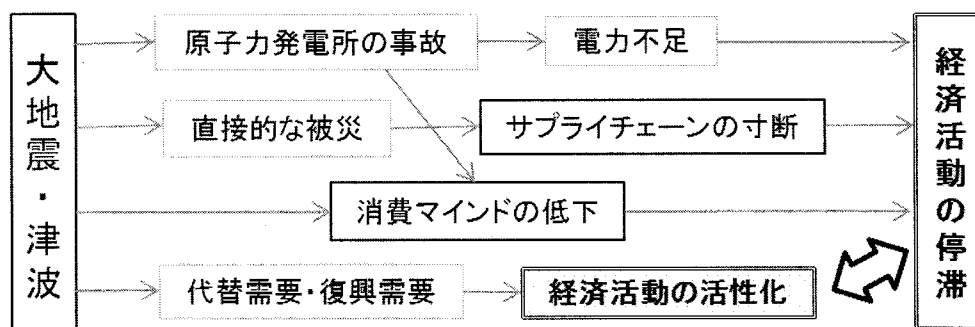 大地震・津波
原子力発電所の事故
電力不足
直接的な被災
サプライチェーンの寸断
消費マインドの低下
代替需要・復興需要
経済活動の活性化
経済活動の停滞